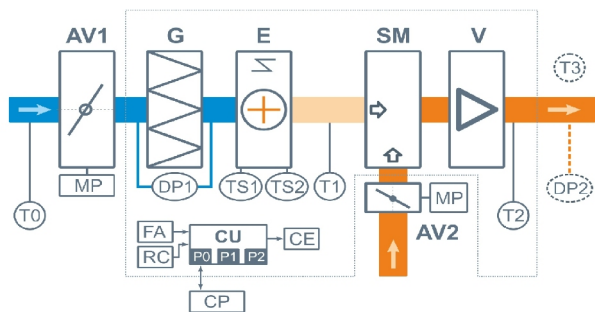 AV1 G E SM V
T3
MP DP1 TS1 TS2 T1 MP DP2
T0 T2
AV2
FA CU CE
RC P0 P1 P2
CP